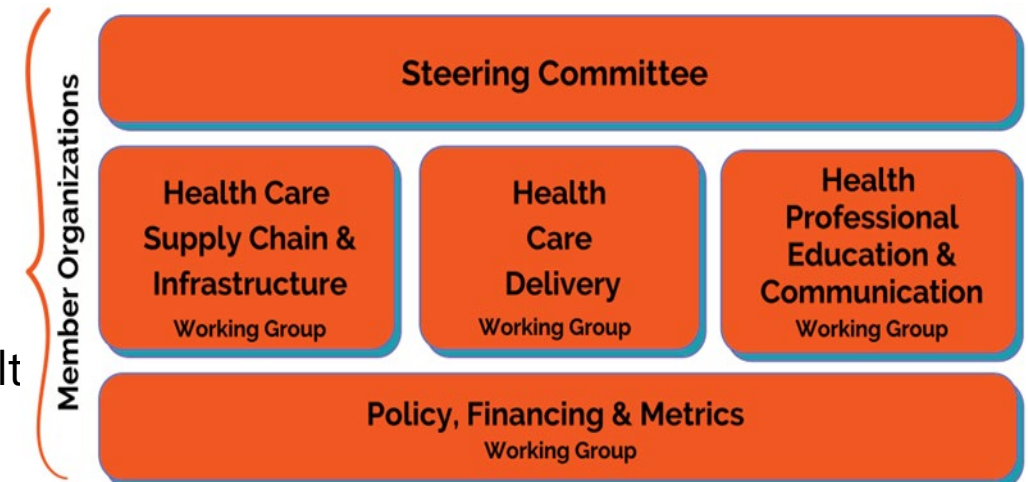 Member Organizations
Steering Committee
Health Care
Supply Chain &
Infrastructure
Working Group
Health
Care
Delivery
Working Group
Health
Professional
Education &
Communication
Working Group
lt
Policy, Financing & Metrics
Working Group